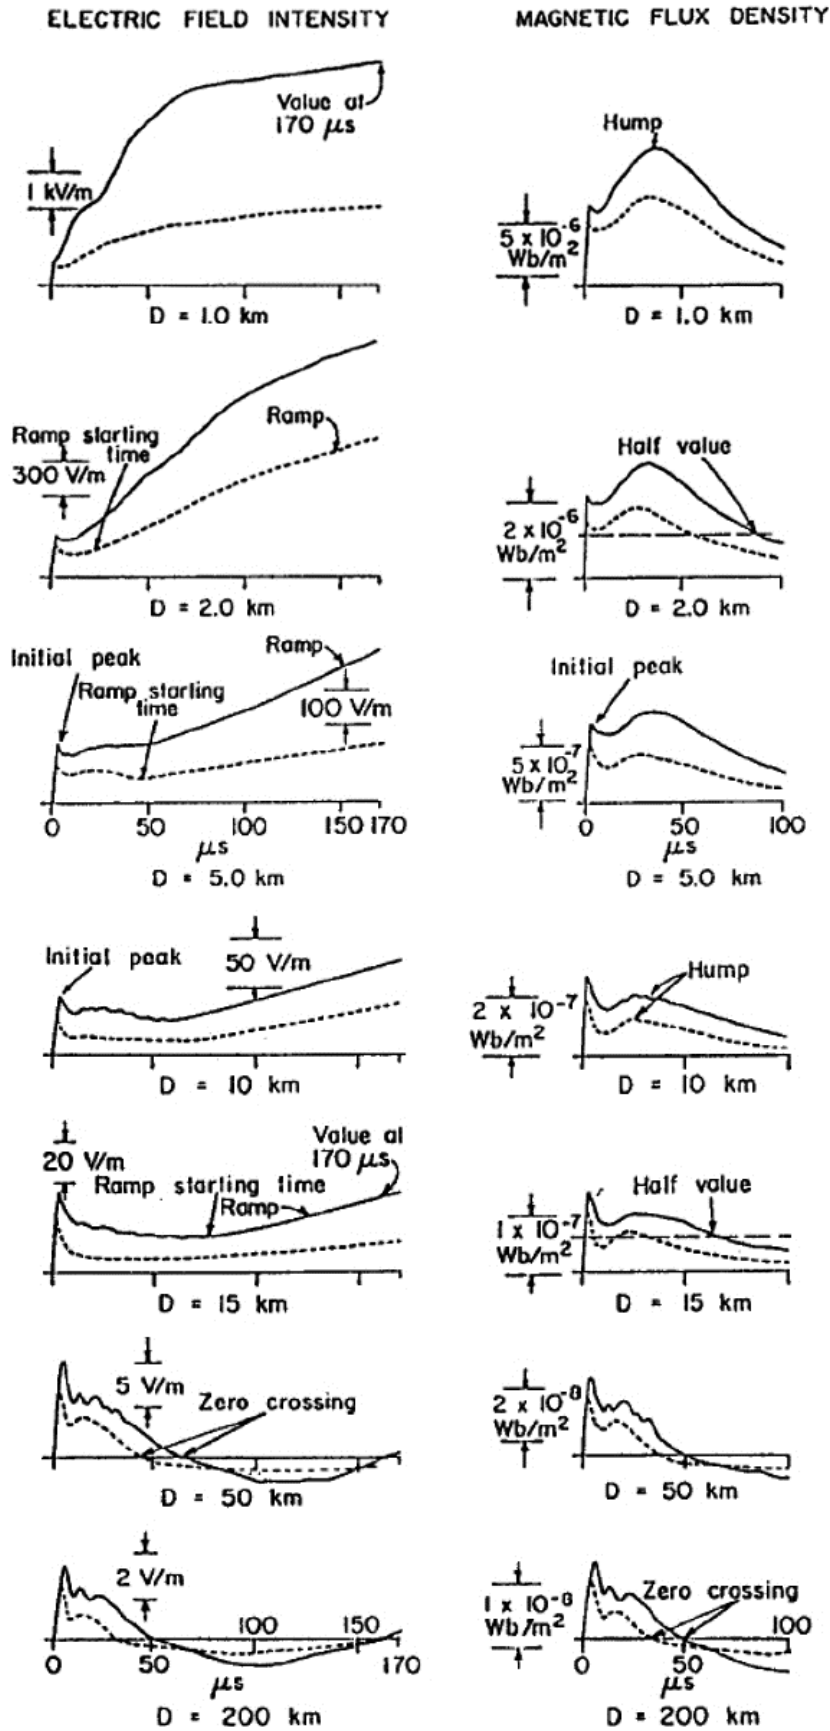 ELECTRIC FIELD INTENSITY
MAGNETIC FLUX DENSITY
Value at
170 μs
1 kV/m
D = 1.0 km
Hump
5 x 10⁻⁶
Wb/m²
D = 1.0 km
Ramp starting
time
Ramp
300 V/m
D = 2.0 km
Half value
2 x 10⁻⁶
Wb/m²
D = 2.0 km
Initial peak
Ramp
Ramp starting
time
100 V/m
0 50 100 150 170
μs
D = 5.0 km
Initial peak
5 x 10⁻⁷
Wb/m²
0 50 100
μs
D = 5.0 km
Initial peak
50 V/m
D = 10 km
Hump
2 x 10⁻⁷
Wb/m²
D = 10 km
20 V/m
Value at
170 μs
Ramp starting time
Ramp
D = 15 km
Half value
1 x 10⁻⁷
Wb/m²
D = 15 km
5 V/m
Zero crossing
D = 50 km
2 x 10⁻⁸
Wb/m²
0 50 100
D = 50 km
2 V/m
100 150
0 50 170
μs
D = 200 km
1 x 10⁻⁸
Wb/m²
Zero crossing
100
0 50
μs
D = 200 km